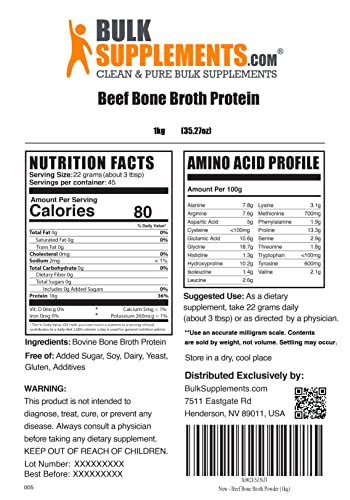 BULK
SUPPLEMENTS.COM®
CLEAN & PURE BULK SUPPLEMENTS
Beef Bone Broth Protein
1kg (35.27oz)
NUTRITION FACTS
Serving Size:22 grams(about 3 tbsp)
Servings per container: 45
Amount Per Serving
Calories 80
% Daily Value*
Total Fat 0g 0%
Saturated Fat 0g 0%
Trans Fat 0g
Cholesterol 0mg 0%
Sodium 2mg < 1%
Total Carbohydrate 0g 0%
Dietary Fiber 0g 0%
Total Sugars 0g
Includes 0g Added Sugars 0%
Protein 18g 36%
Vit. D 0mcg 0% * Calcium 5mg < 1%
Iron 0mg 0% * Potassium 260mcg < 1%
* The % Daily Value (DV) tells you how much a nutrient in a serving of food
contributes to a daily diet. 2,000 calories a day is used for general nutrition advice.
Ingredients: Bovine Bone Broth Protein
Free of: Added Sugar, Soy, Dairy, Yeast,
Gluten, Additives
WARNING:
This product is not intended to
diagnose, treat, cure, or prevent any
disease. Always consult a physician
before taking any dietary supplement.
KEEP OUT OF REACH OF CHILDREN.
Lot Number: XXXXXXXXX
Best Before: XXXXXXXXX
005
AMINO ACID PROFILE
Amount Per 100g
Alanine 7.8g Lysine 3.1g
Arginine 7.6g Methionine 700mg
Aspartic Acid 5g Phenylalanine 1.9g
Cysteine <100mg Proline 13.3g
Glutamic Acid 10.6g Serine 2.9g
Glycine 18.7g Threonine 1.8g
Histidine 1.3g Tryptophan <100mg
Hydroxyproline 10.2g Tyrosine 600mg
Isoleucine 1.4g Valine 2.1g
Leucine 2.6g
Suggested Use: As a dietary
supplement, take 22 grams daily
(about 3 tbsp) or as directed by a physician.
**Use an accurate milligram scale. Contents
are sold by weight, not volume. Settling may occur.
Store in a dry, cool place
Distributed Exclusively by:
BulkSupplements.com
7511 Eastgate Rd
Henderson, NV 89011, USA
New - Beef Bone Broth Powder (1kg)